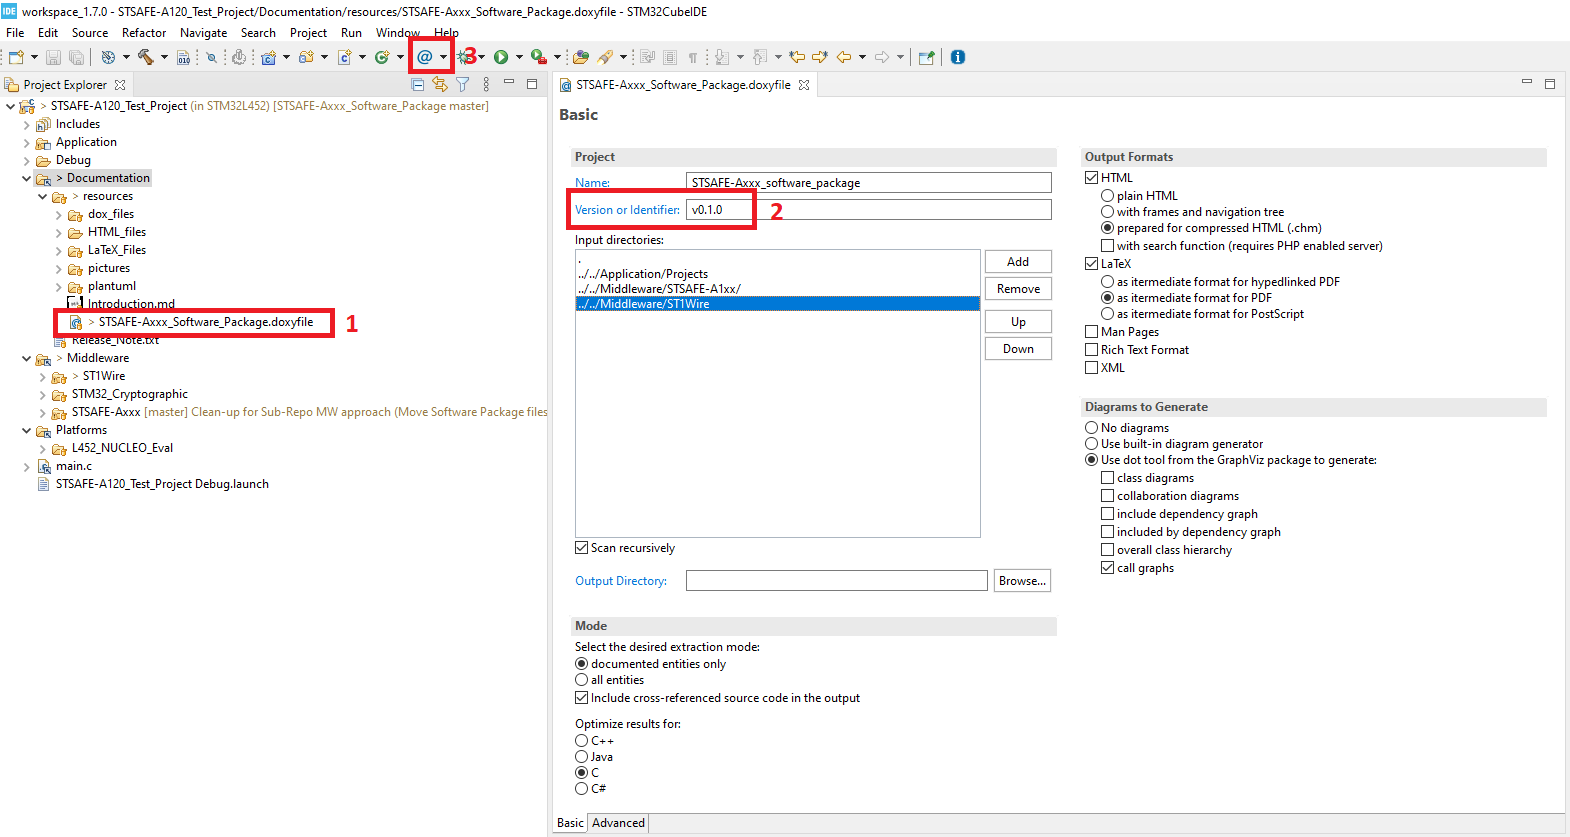 IDE workspace_1.7.0 - STSAFE-A120_Test_Project/Documentation/resources/STSAFE-Axxx_Software_Package.doxyfile - STM32CubeIDE
File Edit Source Refactor Navigate Search Project Run Window Help
3
Project Explorer
STSAFE-A120_Test_Project (in STM32L452) [STSAFE-Axxx_Software_Package master]
Includes
Application
Debug
> Documentation
> resources
dox_files
HTML_files
LaTeX_Files
pictures
plantuml
Introduction.md
> STSAFE-Axxx_Software_Package.doxyfile 1
Release_Note.txt
> Middleware
> ST1Wire
STM32_Cryptographic
STSAFE-Axxx [master] Clean-up for Sub-Repo MW approach (Move Software Package files
Platforms
L452_NUCLEO_Eval
main.c
STSAFE-A120_Test_Project Debug.launch
STSAFE-Axxx_Software_Package.doxyfile
Basic
Project
Name: STSAFE-Axxx_software_package
Version or Identifier: v0.1.0 2
Input directories:
.
../../Application/Projects
../../Middleware/STSAFE-A1xx/
../../Middleware/ST1Wire
Add
Remove
Up
Down
Scan recursively
Output Directory: Browse...
Mode
Select the desired extraction mode:
documented entities only
all entities
Include cross-referenced source code in the output
Optimize results for:
C++
Java
C
C#
Output Formats
HTML
plain HTML
with frames and navigation tree
prepared for compressed HTML (.chm)
with search function (requires PHP enabled server)
LaTeX
as itermediate format for hypedlinked PDF
as itermediate format for PDF
as itermediate format for PostScript
Man Pages
Rich Text Format
XML
Diagrams to Generate
No diagrams
Use built-in diagram generator
Use dot tool from the GraphViz package to generate:
class diagrams
collaboration diagrams
include dependency graph
included by dependency graph
overall class hierarchy
call graphs
Basic Advanced